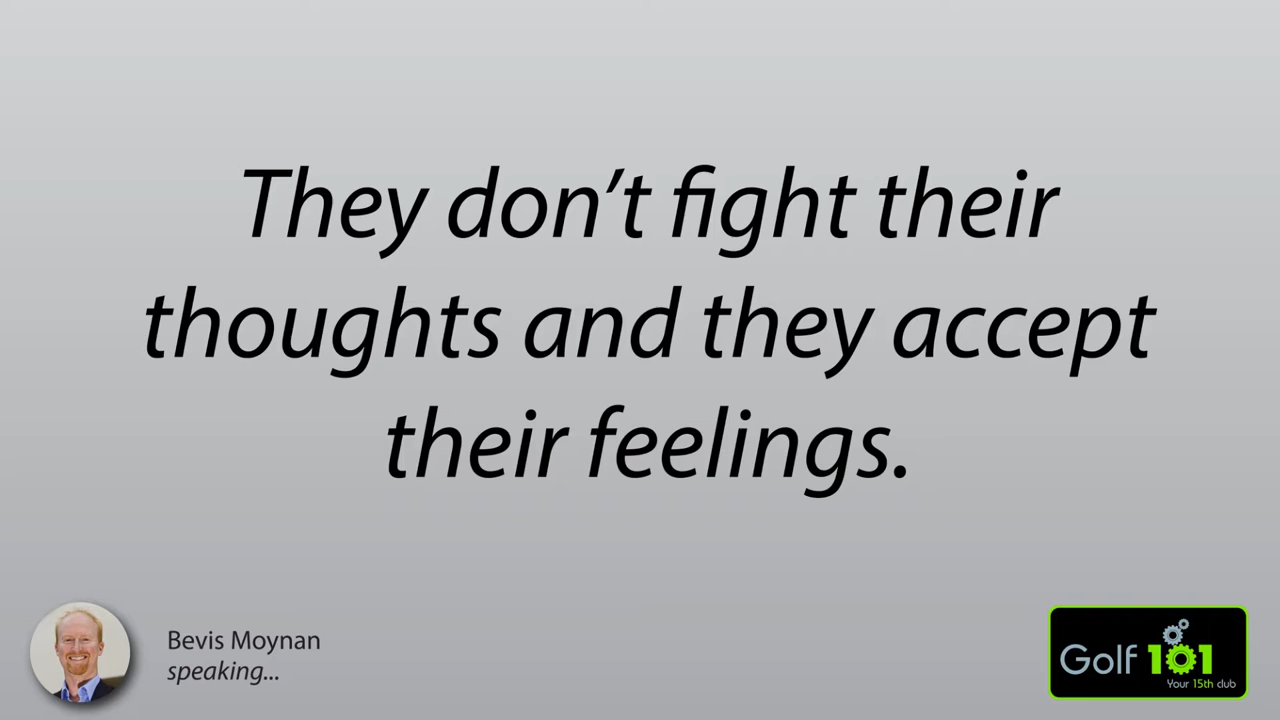 They don’t fight their
thoughts and they accept
their feelings.
Bevis Moynan
speaking...
Golf 101
Your 15th club